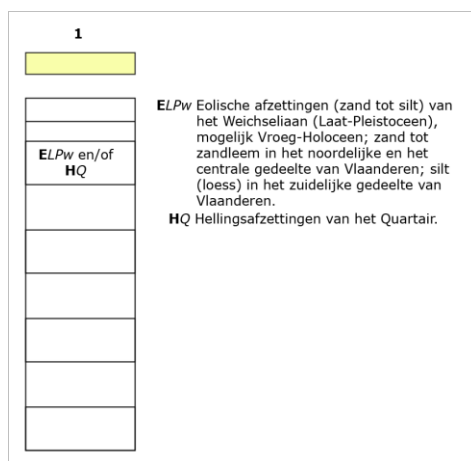 1
ELPw en/of
HQ
ELPw Eolische afzettingen (zand tot silt) van
het Weichseliaan (Laat-Pleistoceen),
mogelijk Vroeg-Holoceen; zand tot
zandleem in het noordelijke en het
centrale gedeelte van Vlaanderen; silt
(loess) in het zuidelijke gedeelte van
Vlaanderen.
HQ Hellingsafzettingen van het Quartair.